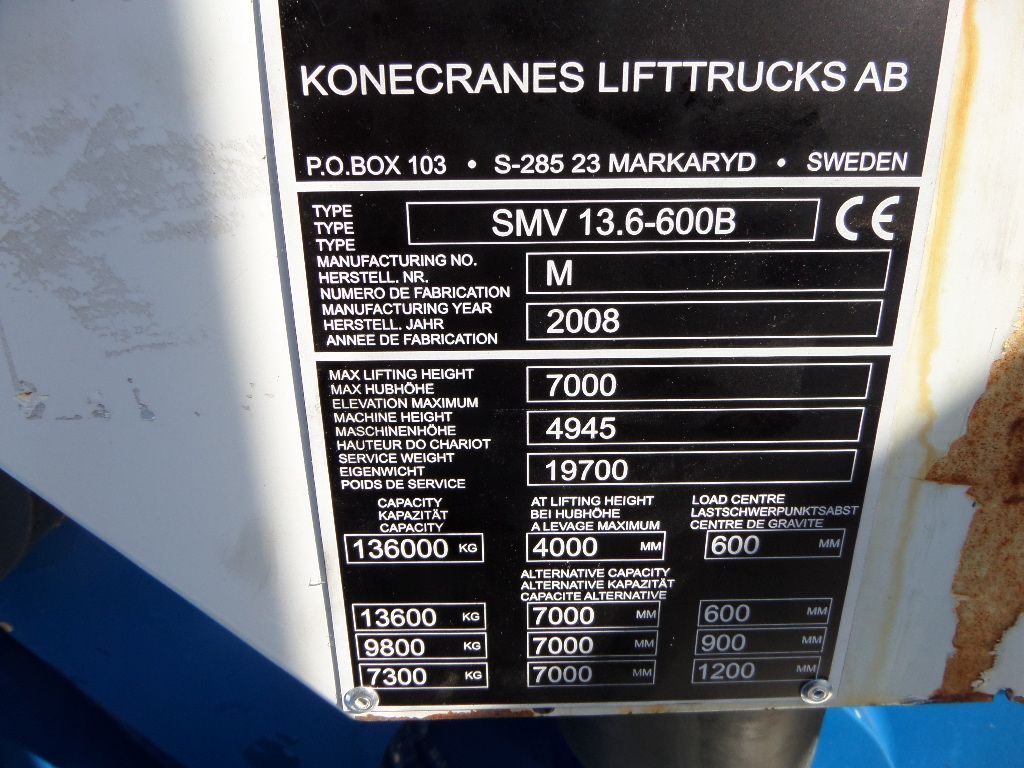 KONECRANES LIFTTRUCKS AB
P.O.BOX 103 • S-285 23 MARKARYD • SWEDEN
TYPE
TYPE SMV 13.6-600B CE
TYPE
MANUFACTURING NO.
HERSTELL. NR. M
NUMERO DE FABRICATION
MANUFACTURING YEAR
HERSTELL. JAHR 2008
ANNEE DE FABRICATION
MAX LIFTING HEIGHT
MAX HUBHÖHE 7000
ELEVATION MAXIMUM
MACHINE HEIGHT
MASCHINENHÖHE 4945
HAUTEUR DO CHARIOT
SERVICE WEIGHT
EIGENWICHT 19700
POIDS DE SERVICE
CAPACITY AT LIFTING HEIGHT LOAD CENTRE
KAPAZITÄT BEI HUBHÖHE LASTSCHWERPUNKTSABST
CAPACITY A LEVAGE MAXIMUM CENTRE DE GRAVITE
136000 KG 4000 MM 600 MM
ALTERNATIVE CAPACITY
ALTERNATIVE KAPAZITÄT
CAPACITE ALTERNATIVE
13600 KG 7000 MM 600 MM
9800 KG 7000 MM 900 MM
7300 KG 7000 MM 1200 MM